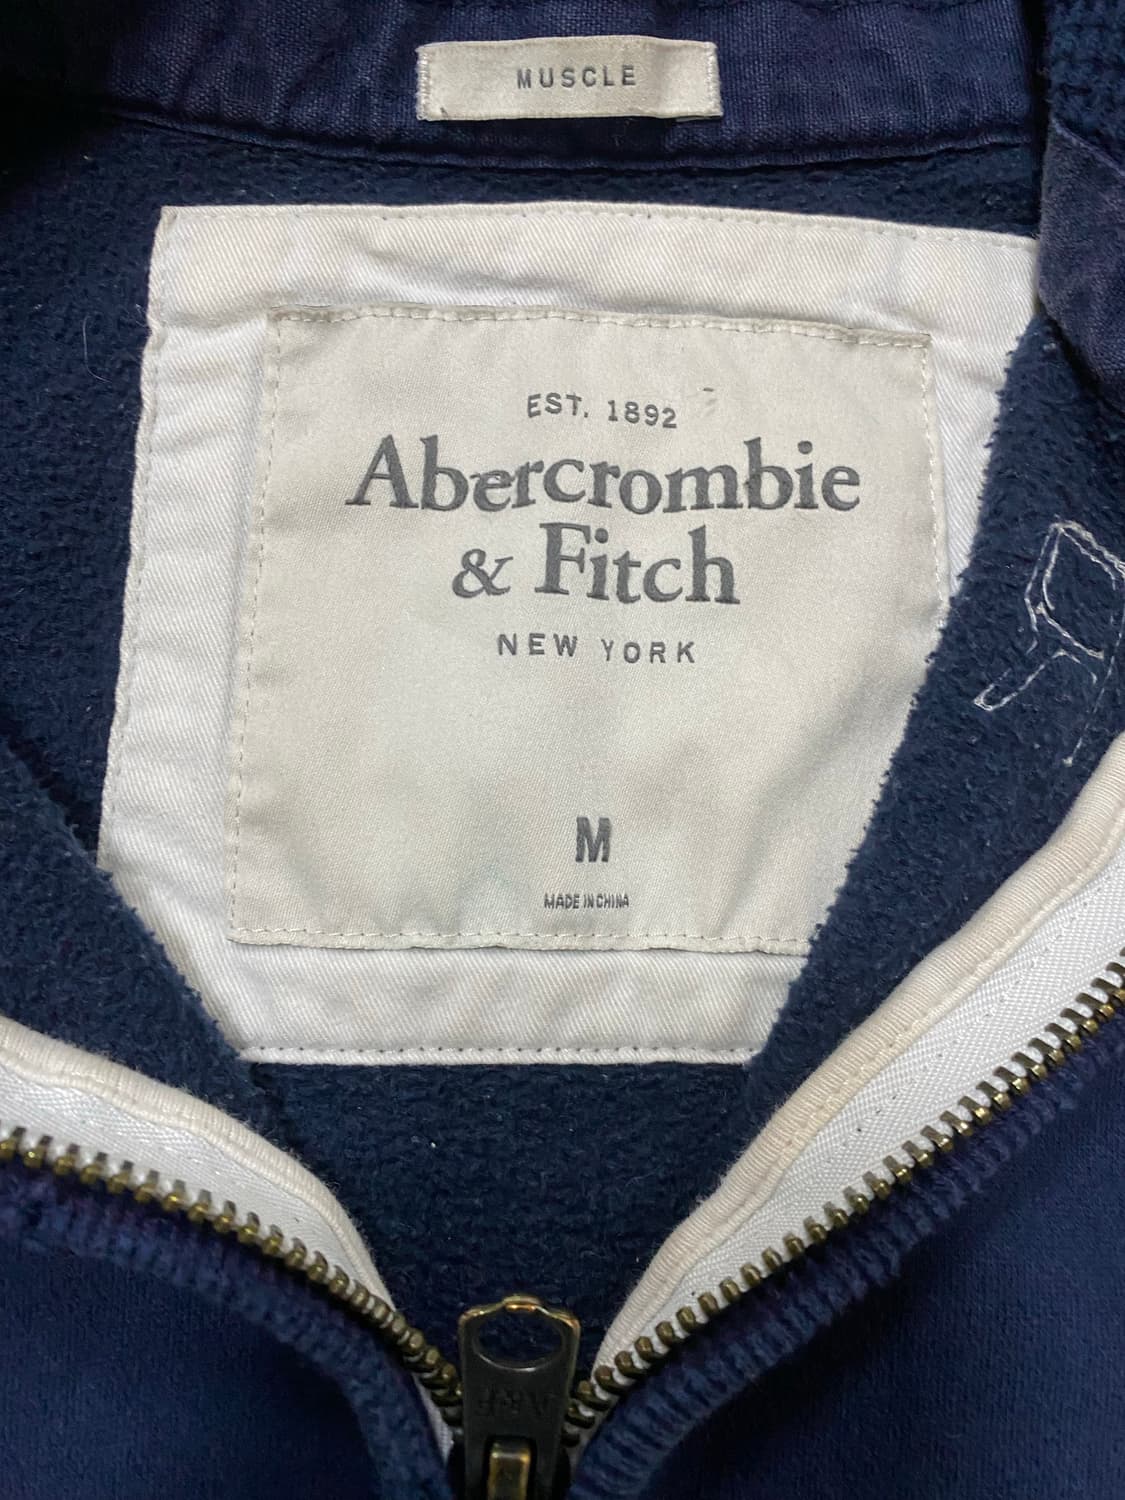 MUSCLE
EST. 1892
Abercrombie
& Fitch
NEW YORK
M
MADE IN CHINA